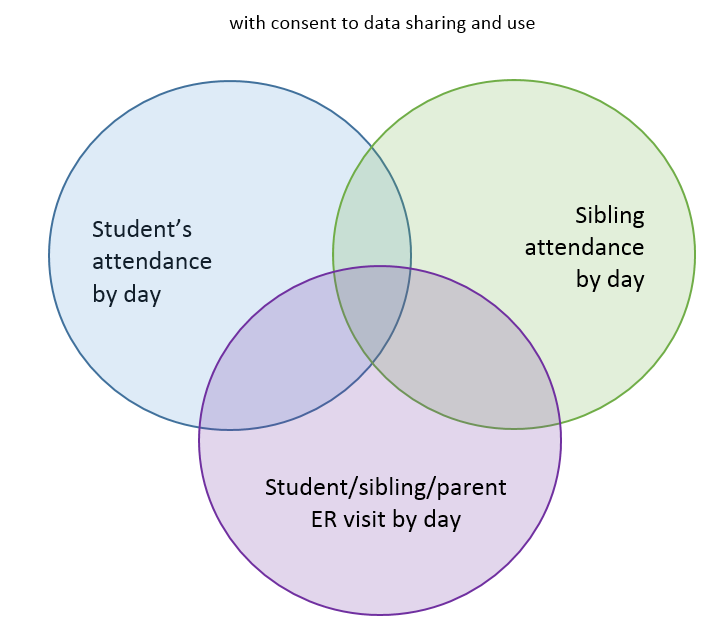 with consent to data sharing and use
Student’s
attendance
by day
Sibling
attendance
by day
Student/sibling/parent
ER visit by day